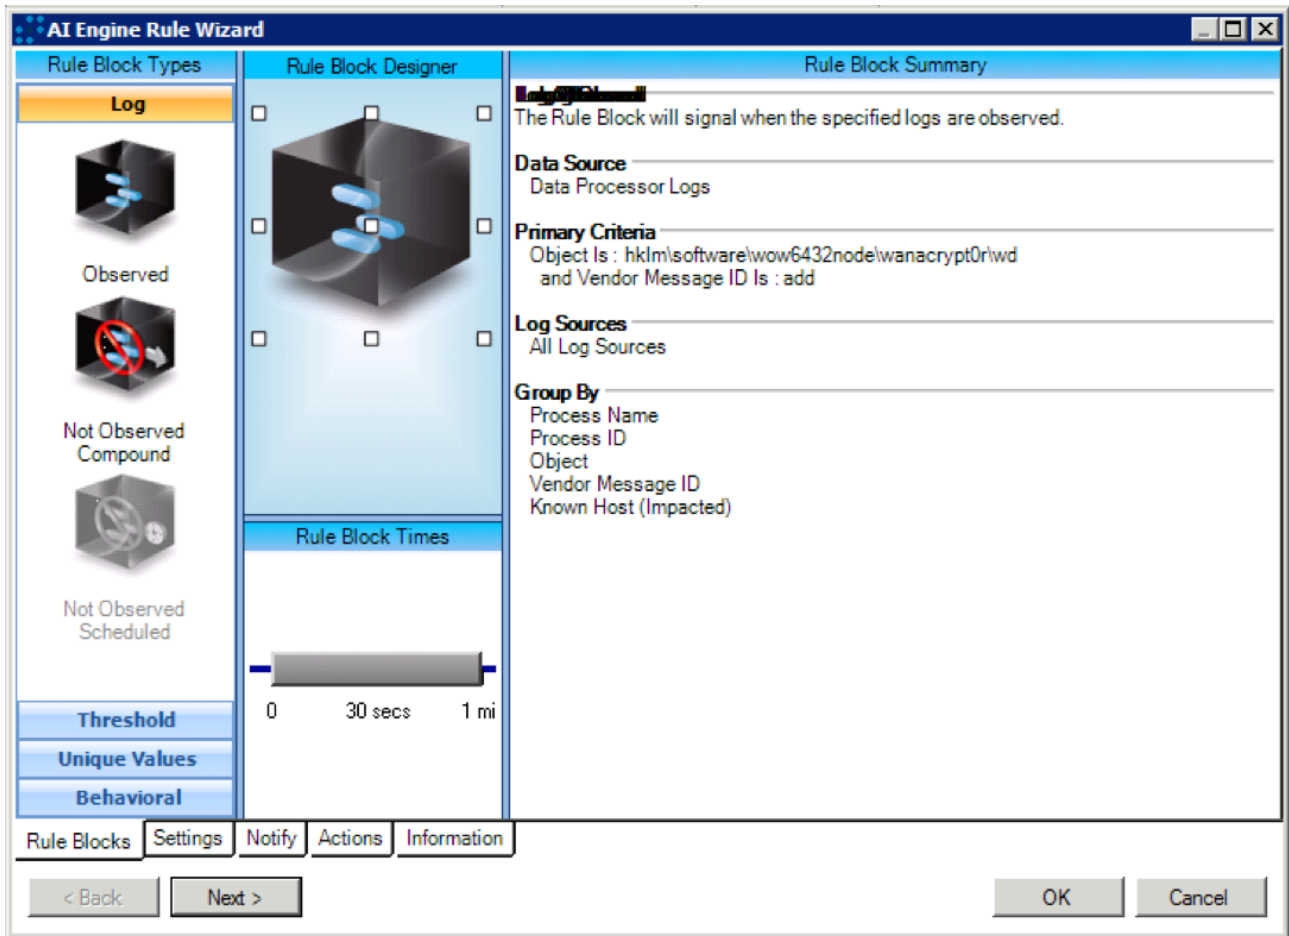 AI Engine Rule Wizard
Rule Block Types
Log
Observed
Not Observed
Compound
Not Observed
Scheduled
Threshold
Unique Values
Behavioral
Rule Block Designer
Rule Block Times
0 30 secs 1 mi
Rule Block Summary
The Rule Block will signal when the specified logs are observed.
Data Source
Data Processor Logs
Primary Criteria
Object Is : hklm\software\wow6432node\wanacrypt0r\wd
and Vendor Message ID Is : add
Log Sources
All Log Sources
Group By
Process Name
Process ID
Object
Vendor Message ID
Known Host (Impacted)
Rule Blocks Settings Notify Actions Information
< Back Next > OK Cancel